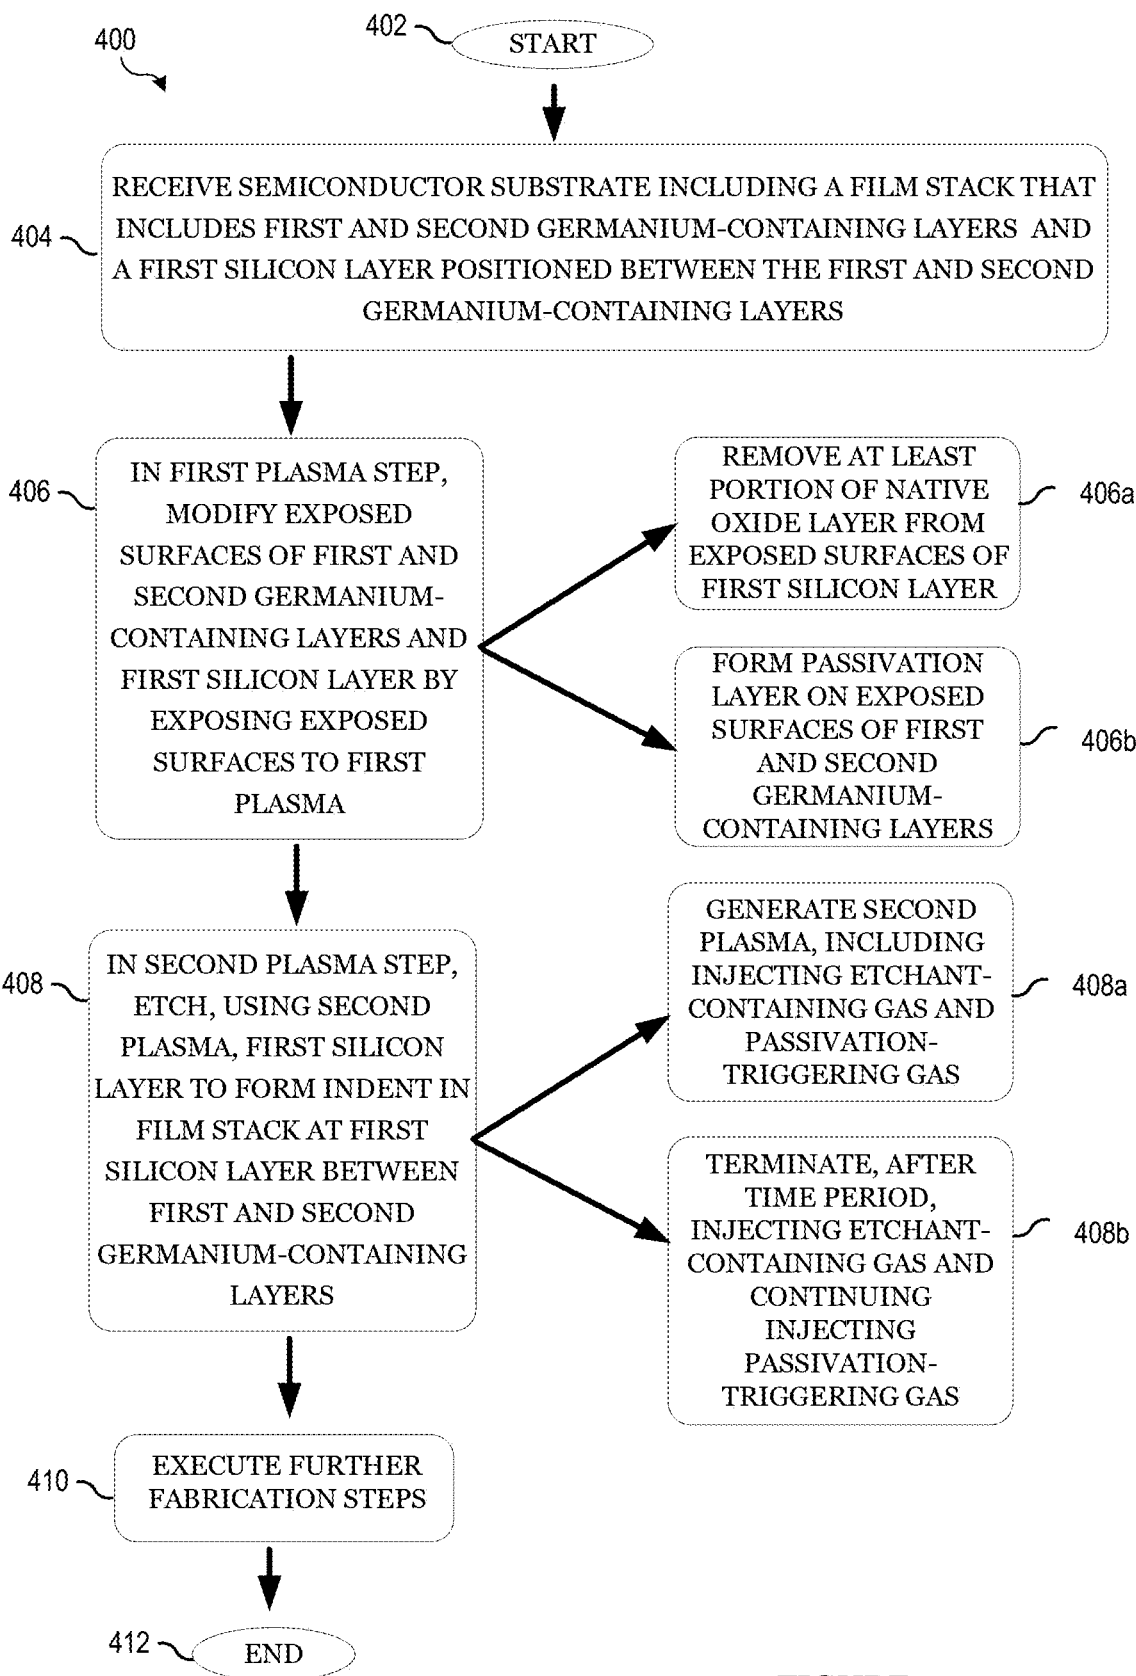 400
402
START
404
RECEIVE SEMICONDUCTOR SUBSTRATE INCLUDING A FILM STACK THAT
INCLUDES FIRST AND SECOND GERMANIUM-CONTAINING LAYERS AND
A FIRST SILICON LAYER POSITIONED BETWEEN THE FIRST AND SECOND
GERMANIUM-CONTAINING LAYERS
406
IN FIRST PLASMA STEP,
MODIFY EXPOSED
SURFACES OF FIRST AND
SECOND GERMANIUM-
CONTAINING LAYERS AND
FIRST SILICON LAYER BY
EXPOSING EXPOSED
SURFACES TO FIRST
PLASMA
REMOVE AT LEAST
PORTION OF NATIVE
OXIDE LAYER FROM
EXPOSED SURFACES OF
FIRST SILICON LAYER
406a
FORM PASSIVATION
LAYER ON EXPOSED
SURFACES OF FIRST
AND SECOND
GERMANIUM-
CONTAINING LAYERS
406b
408
IN SECOND PLASMA STEP,
ETCH, USING SECOND
PLASMA, FIRST SILICON
LAYER TO FORM INDENT IN
FILM STACK AT FIRST
SILICON LAYER BETWEEN
FIRST AND SECOND
GERMANIUM-CONTAINING
LAYERS
GENERATE SECOND
PLASMA, INCLUDING
INJECTING ETCHANT-
CONTAINING GAS AND
PASSIVATION-
TRIGGERING GAS
408a
TERMINATE, AFTER
TIME PERIOD,
INJECTING ETCHANT-
CONTAINING GAS AND
CONTINUING
INJECTING
PASSIVATION-
TRIGGERING GAS
408b
410
EXECUTE FURTHER
FABRICATION STEPS
412
END